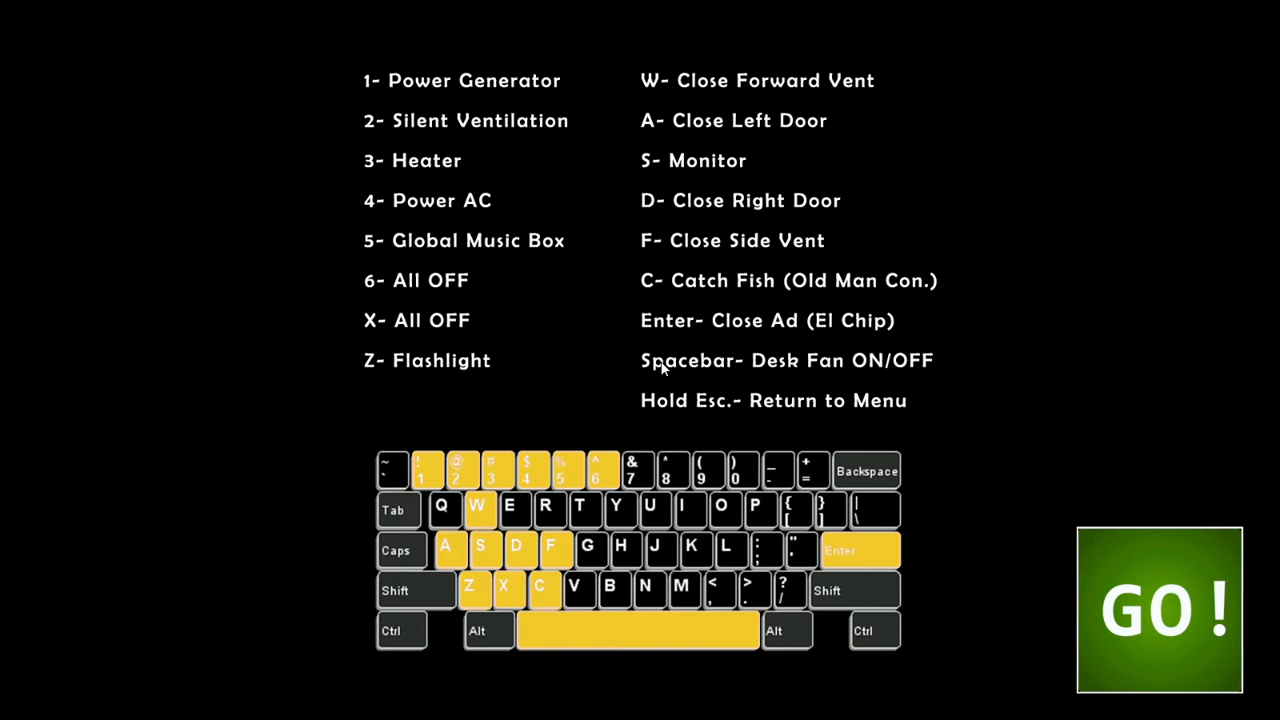 1- Power Generator
2- Silent Ventilation
3- Heater
4- Power AC
5- Global Music Box
6- All OFF
X- All OFF
Z- Flashlight
W- Close Forward Vent
A- Close Left Door
S- Monitor
D- Close Right Door
F- Close Side Vent
C- Catch Fish (Old Man Con.)
Enter- Close Ad (El Chip)
Spacebar- Desk Fan ON/OFF
Hold Esc.- Return to Menu
~ ! @ # $ % ^ & * ( ) _ +
` 1 2 3 4 5 6 7 8 9 0 - = Backspace
Tab Q W E R T Y U I O P { [ } ] | \
Caps A S D F G H J K L : ; " ' Enter
Shift Z X C V B N M < , > . ? / Shift
Ctrl Alt Alt Ctrl
GO!